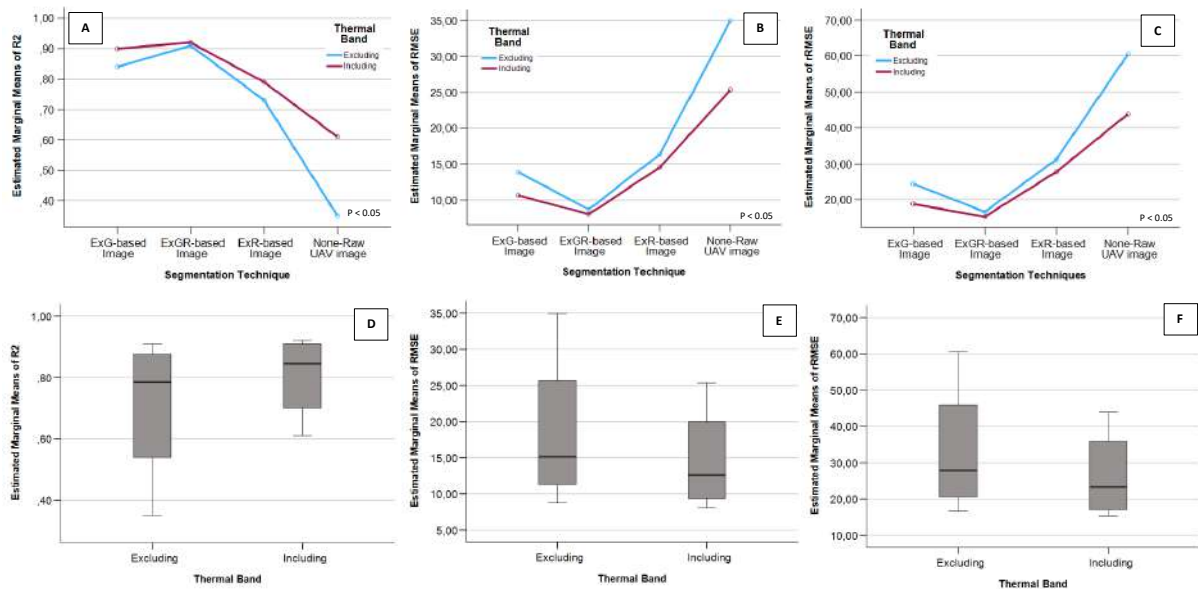 A
Estimated Marginal Means of R2
1,00
,90
,80
,70
,60
,50
,40
Thermal
Band
Excluding
Including
P < 0.05
ExG-based
Image
ExGR-based
Image
ExR-based
Image
None-Raw
UAV image
Segmentation Technique
B
Estimated Marginal Means of RMSE
35,00
30,00
25,00
20,00
15,00
10,00
Thermal
Band
Excluding
Including
P < 0.05
ExG-based
Image
ExGR-based
Image
ExR-based
Image
None-Raw
UAV image
Segmentation Technique
C
Estimated Marginal Means of rRMSE
70,00
60,00
50,00
40,00
30,00
20,00
Thermal
Band
Excluding
Including
P < 0.05
ExG-based
Image
ExGR-based
Image
ExR-based
Image
None-Raw
UAV image
Segmentation Techniques
D
Estimated Marginal Means of R2
1,00
,80
,60
,40
Excluding
Including
Thermal Band
E
Estimated Marginal Means of RMSE
35,00
30,00
25,00
20,00
15,00
10,00
5,00
Excluding
Including
Thermal Band
F
Estimated Marginal Means of rRMSE
70,00
60,00
50,00
40,00
30,00
20,00
10,00
Excluding
Including
Thermal Band